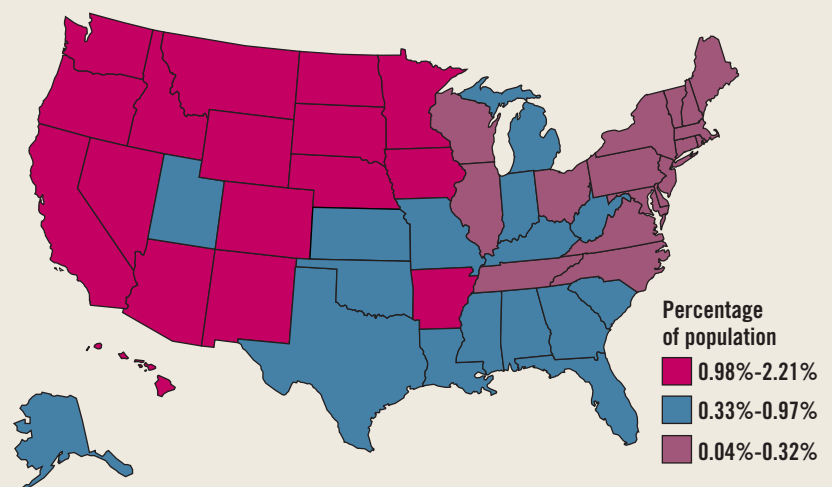 Percentage
of population
0.98%-2.21%
0.33%-0.97%
0.04%-0.32%